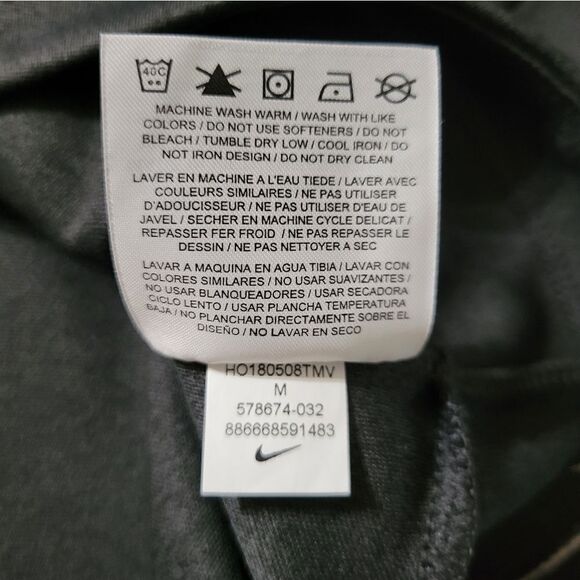 40C
MACHINE WASH WARM / WASH WITH LIKE
COLORS / DO NOT USE SOFTENERS / DO NOT
BLEACH / TUMBLE DRY LOW / COOL IRON / DO
NOT IRON DESIGN / DO NOT DRY CLEAN
LAVER EN MACHINE A L'EAU TIEDE / LAVER AVEC
COULEURS SIMILAIRES / NE PAS UTILISER
D'ADOUCISSEUR / NE PAS UTILISER D'EAU DE
JAVEL / SECHER EN MACHINE CYCLE DELICAT /
REPASSER FER FROID / NE PAS REPASSER LE
DESSIN / NE PAS NETTOYER A SEC
LAVAR A MAQUINA EN AGUA TIBIA / LAVAR CON
COLORES SIMILARES / NO USAR SUAVIZANTES /
NO USAR BLANQUEADORES / USAR SECADORA
CICLO LENTO / USAR PLANCHA TEMPERATURA
BAJA / NO PLANCHAR DIRECTAMENTE SOBRE EL
DISEÑO / NO LAVAR EN SECO
HO180508TMV
M
578674-032
886668591483